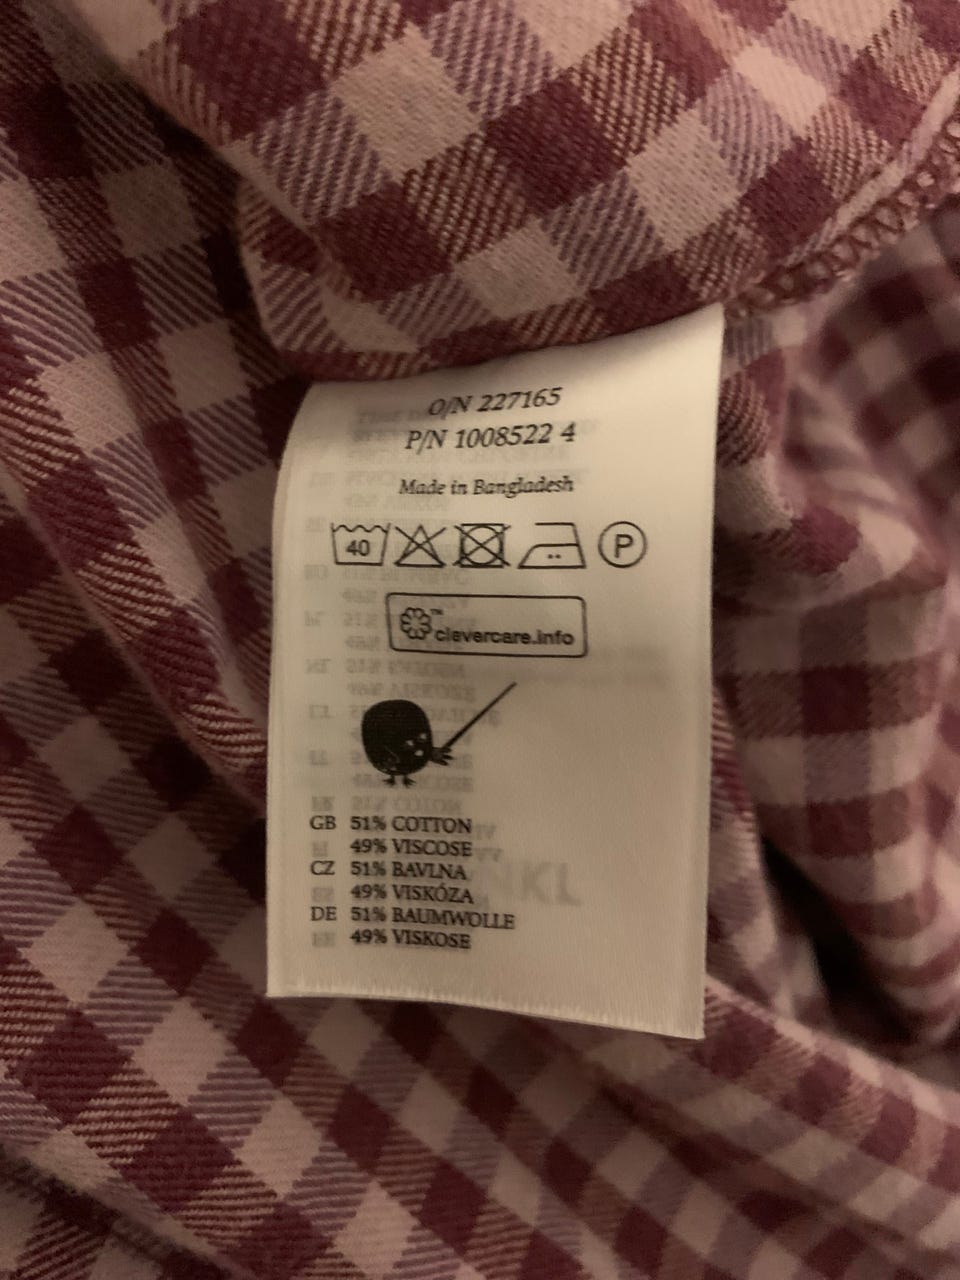 O/N 227165
P/N 1008522 4
Made in Bangladesh
40 P
™ clevercare.info
GB 51% COTTON
49% VISCOSE
CZ 51% BAVLNA
49% VISKÓZA
DE 51% BAUMWOLLE
49% VISKOSE